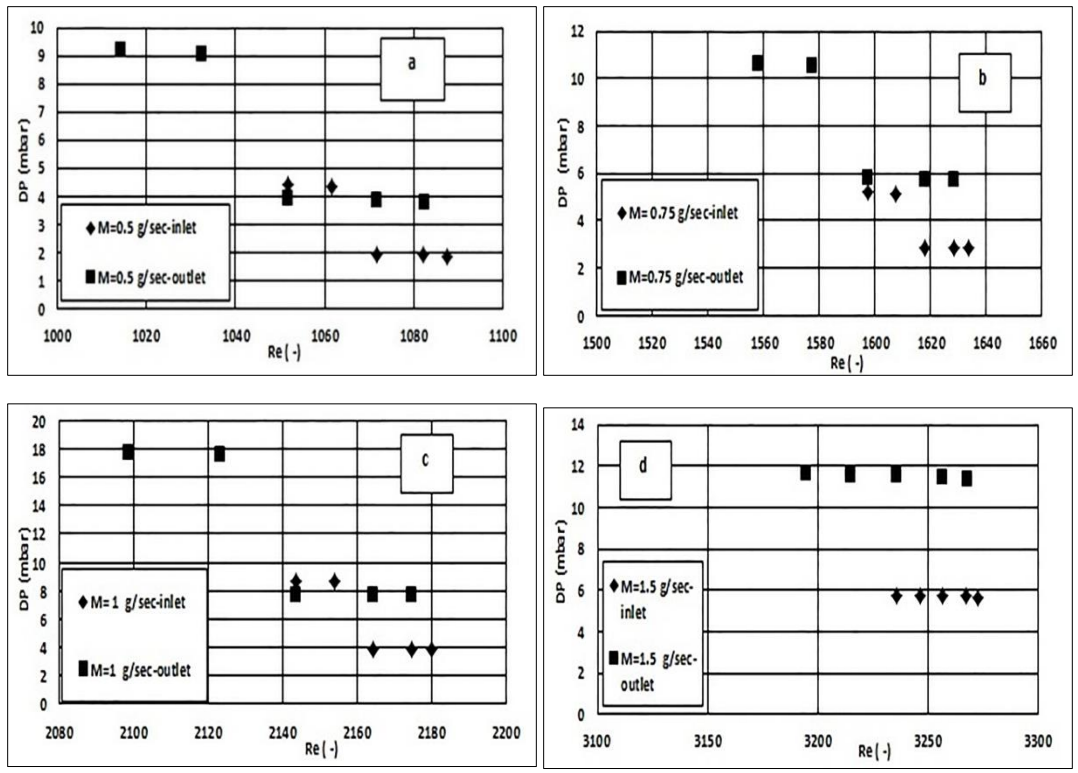 10
9
8
7
6
5
4
3
2
1
0
DP (mbar)
a
M=0.5 g/sec-inlet
M=0.5 g/sec-outlet
1000 1020 1040 1060 1080 1100
Re ( -)
12
10
8
6
4
2
0
DP (mbar)
b
M= 0.75 g/sec-inlet
M=0.75 g/sec-outlet
1500 1520 1540 1560 1580 1600 1620 1640 1660
Re ( -)
20
18
16
14
12
10
8
6
4
2
0
DP (mbar)
c
M= 1 g/sec-inlet
M=1 g/sec-outlet
2080 2100 2120 2140 2160 2180 2200
Re ( -)
14
12
10
8
6
4
2
0
DP (mbar)
d
M=1.5 g/sec-
inlet
M=1.5 g/sec-
outlet
3100 3150 3200 3250 3300
Re ( -)